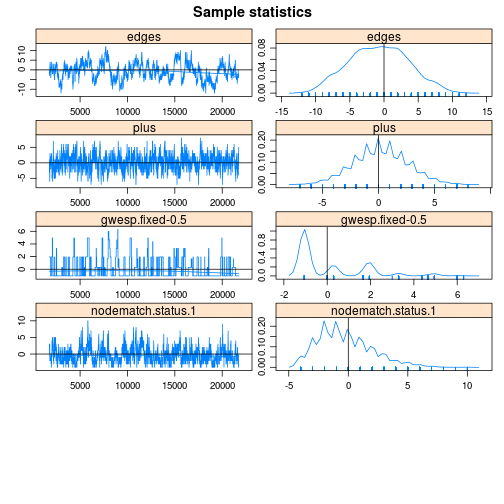 Sample statistics
edges
edges
-10 0 5 10
5000 10000 15000 20000
0.00 0.04 0.08
-15 -10 -5 0 5 10 15
plus
plus
-5 0 5
5000 10000 15000 20000
0.00 0.10 0.20
-5 0 5
gwesp.fixed-0.5
gwesp.fixed-0.5
0 2 4 6
5000 10000 15000 20000
0.0 0.4 0.8
-2 0 2 4 6
nodematch.status.1
nodematch.status.1
0 5 10
5000 10000 15000 20000
0.00 0.10 0.20
-5 0 5 10